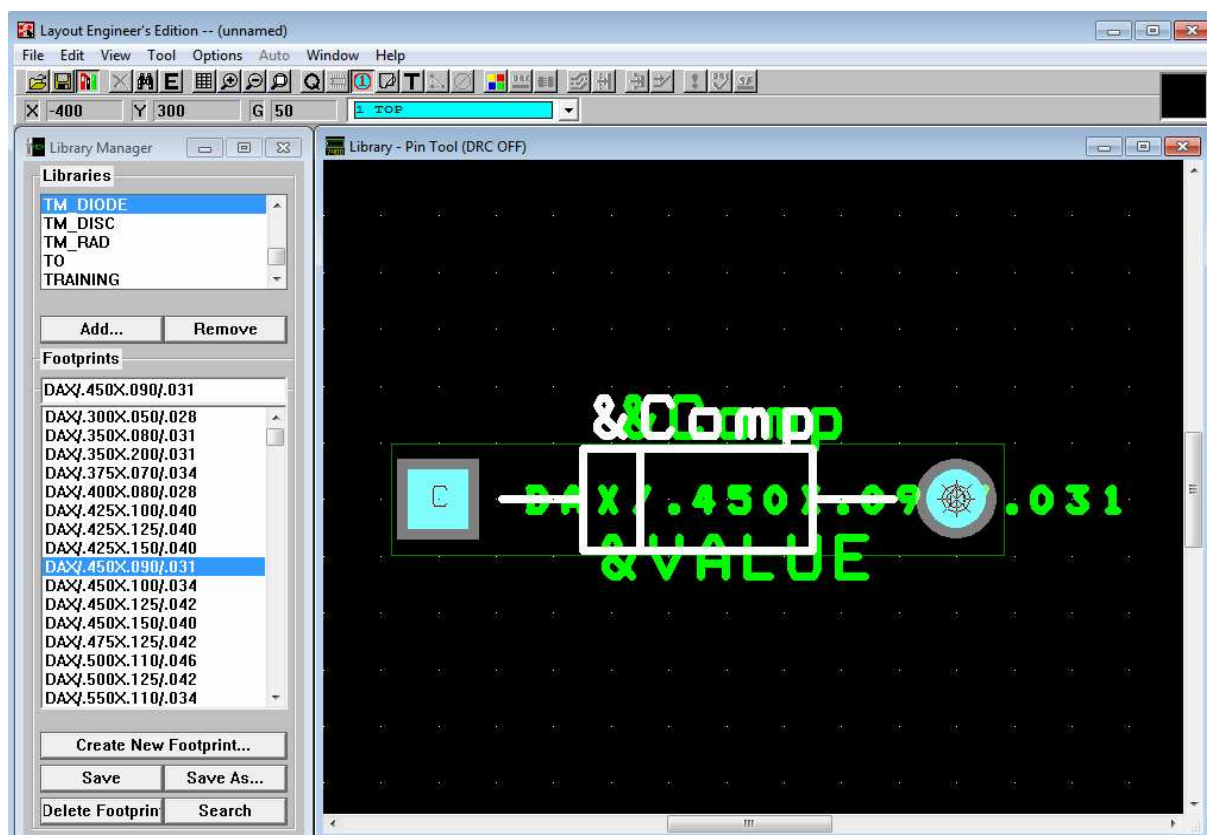 Layout Engineer's Edition -- (unnamed)
File Edit View Tool Options Auto Window Help
E Q 1 T DRC
X -400 Y 300 G 50 1 TOP
Library Manager
Libraries
TM_DIODE
TM_DISC
TM_RAD
TO
TRAINING
Add... Remove
Footprints
DAX/.450X.090/.031
DAX/.300X.050/.028
DAX/.350X.080/.031
DAX/.350X.200/.031
DAX/.375X.070/.034
DAX/.400X.080/.028
DAX/.425X.100/.040
DAX/.425X.125/.040
DAX/.425X.150/.040
DAX/.450X.090/.031
DAX/.450X.100/.034
DAX/.450X.125/.042
DAX/.450X.150/.040
DAX/.475X.125/.042
DAX/.500X.110/.046
DAX/.500X.125/.042
DAX/.550X.110/.034
Create New Footprint...
Save Save As...
Delete Footprin Search
Library - Pin Tool (DRC OFF)
&Comp
&Comp
C
DAX/.450X.090/.031
&VALUE